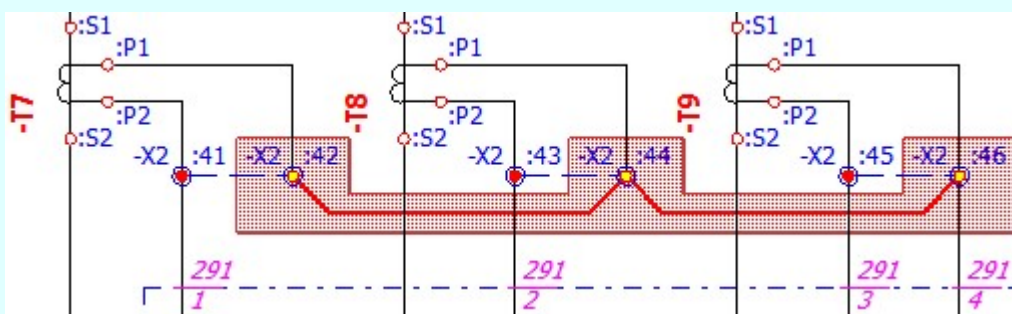 :S1 :S1 :S1
:P1 :P1 :P1
-T7 -T8 -T9
:P2 :P2 :P2
:S2 :S2 :S2
-X2 :41 -X2 :42 -X2 :43 -X2 :44 -X2 :45 -X2 :46
291 291 291 291
1 2 3 4